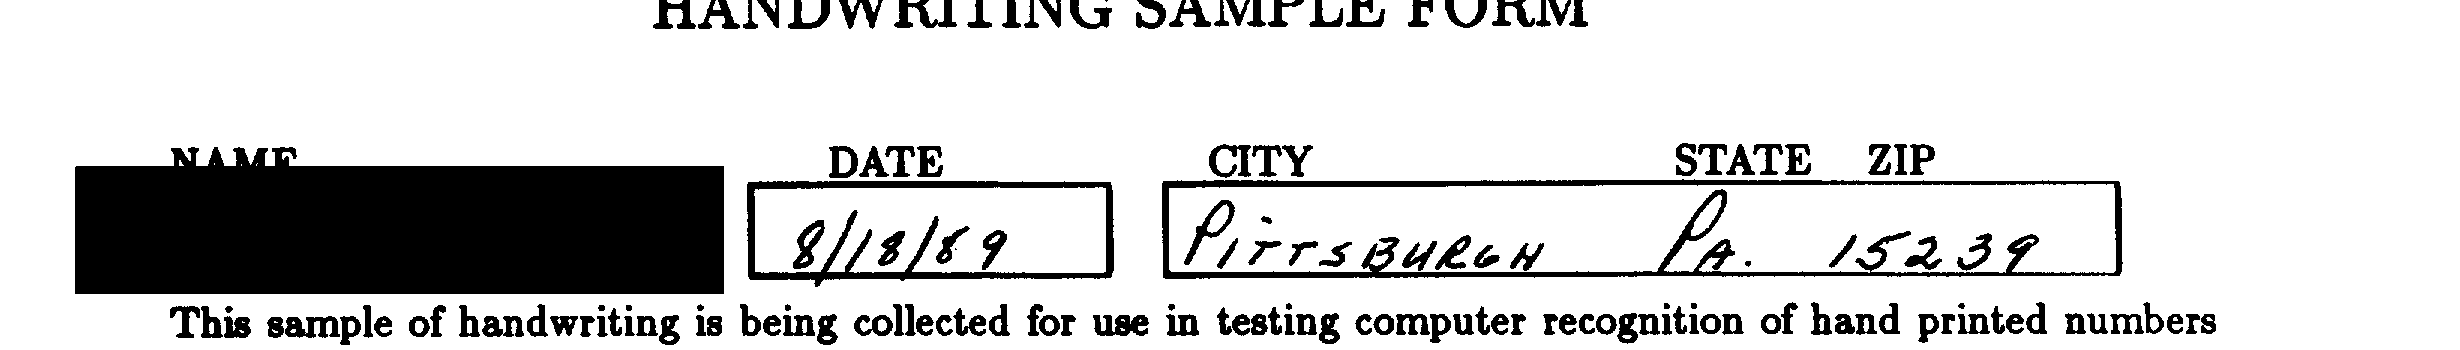 HANDWRITING SAMPLE FORM
NAME DATE CITY STATE ZIP
8/18/89 PITTSBURGH PA. 15239
This sample of handwriting is being collected for use in testing computer recognition of hand printed numbers